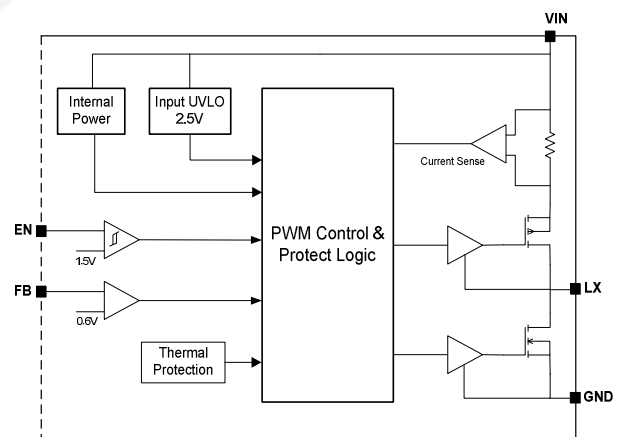 VIN
Internal
Power
Input UVLO
2.5V
Current Sense
EN
1.5V
PWM Control &
Protect Logic
FB
0.6V
LX
Thermal
Protection
GND